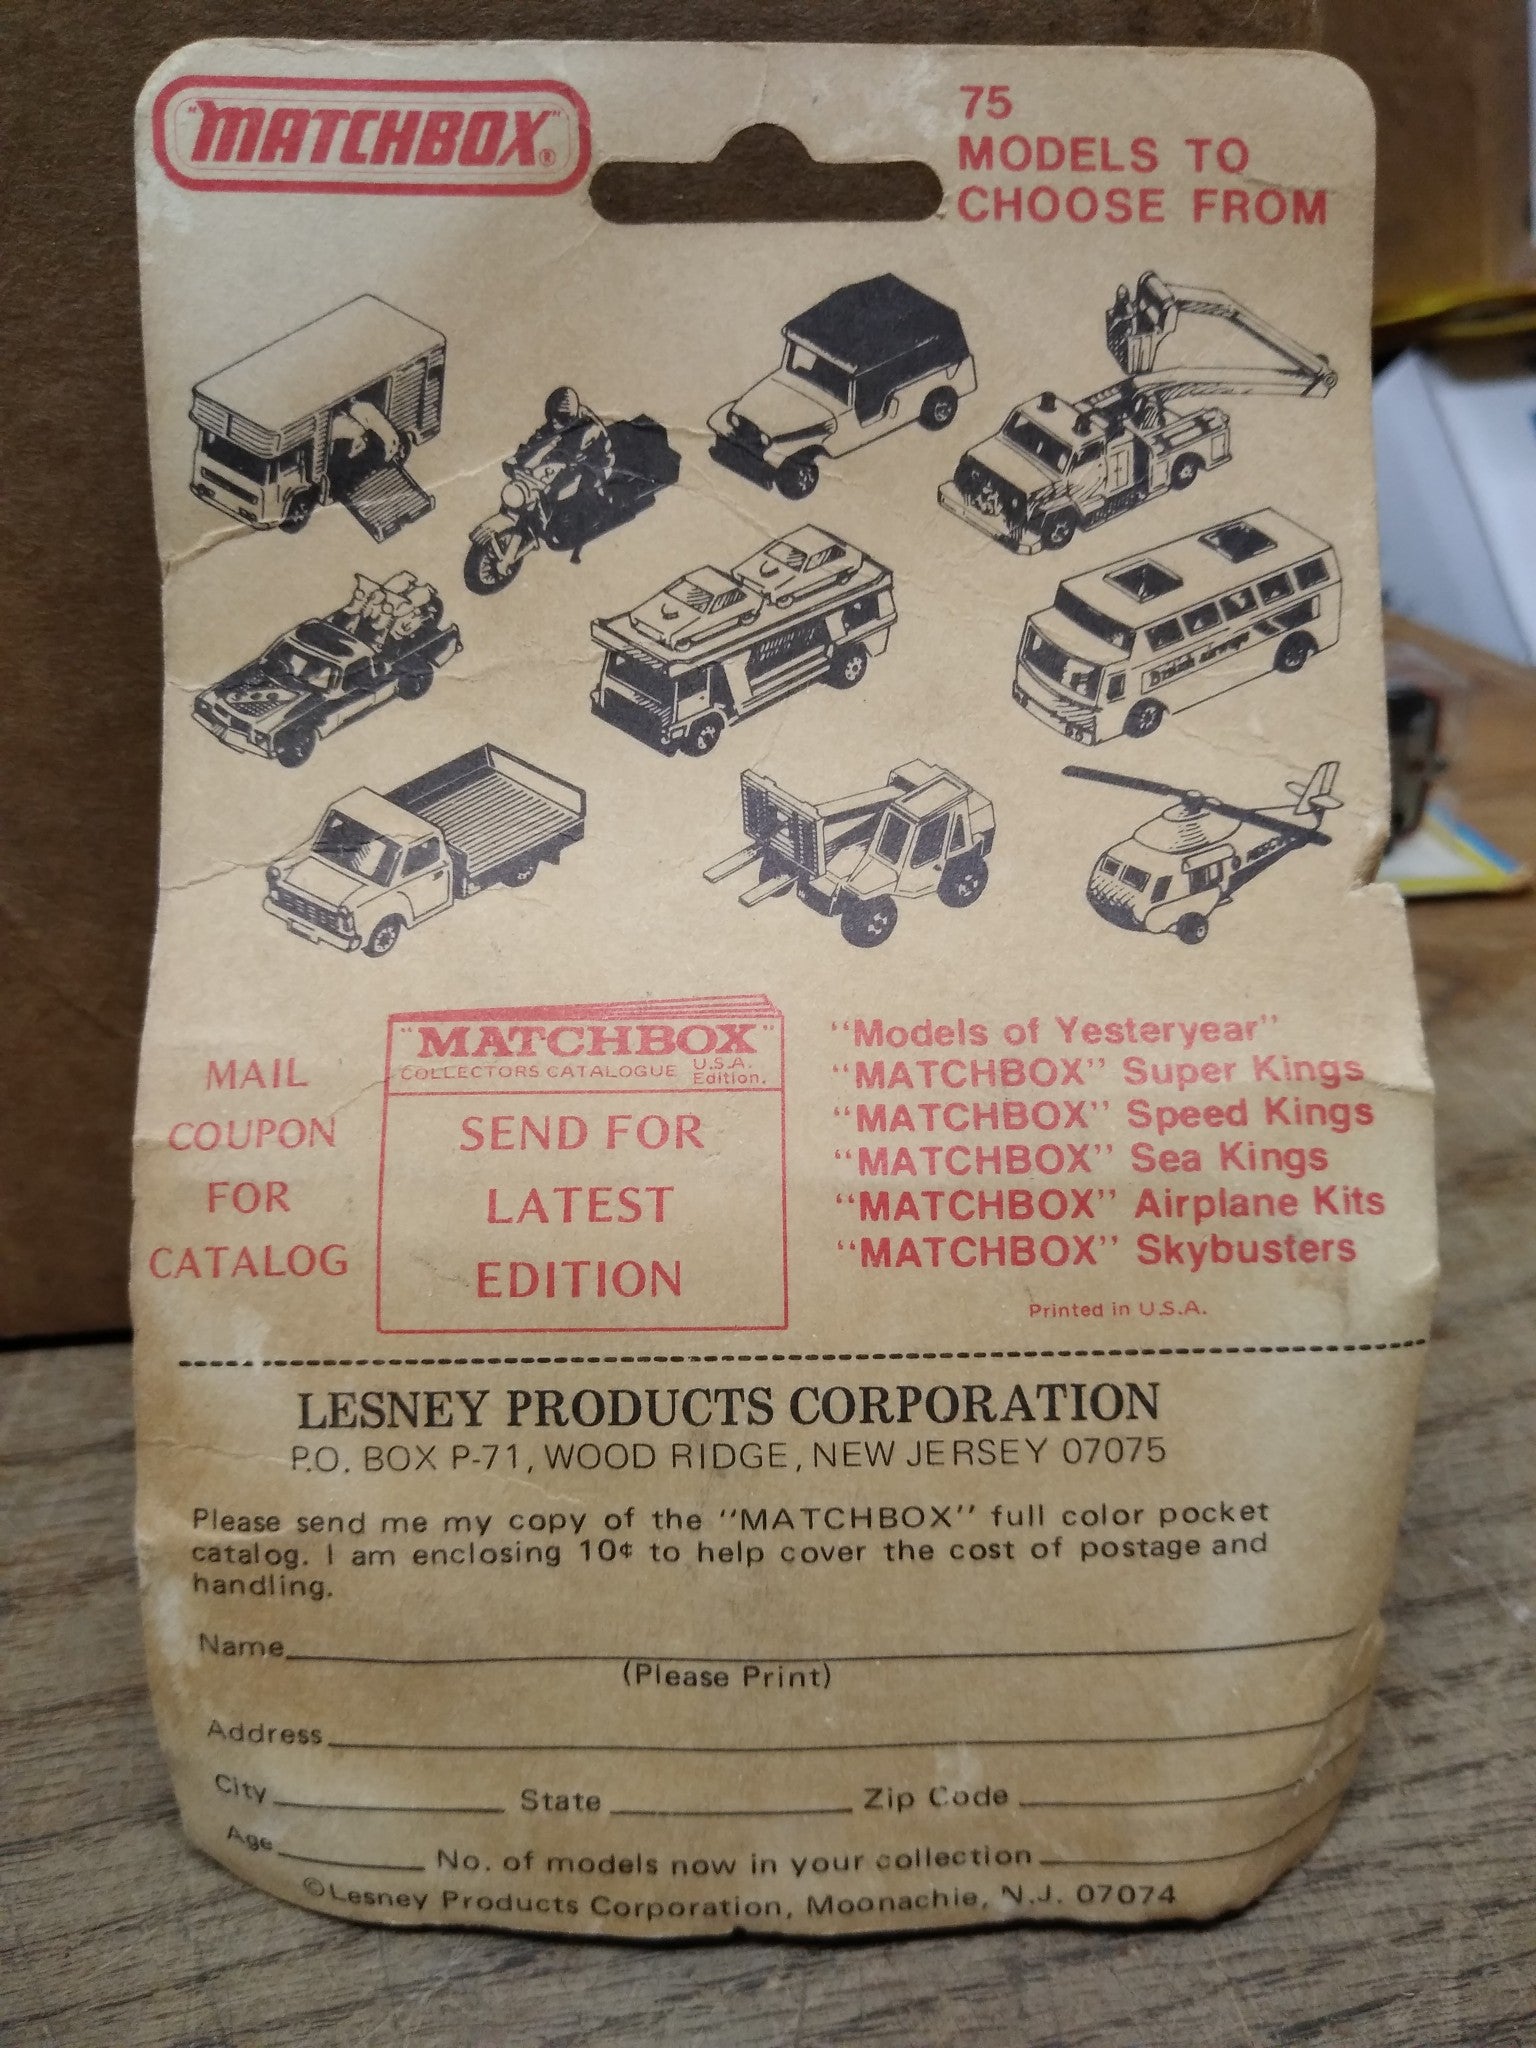 "MATCHBOX"®
75
MODELS TO
CHOOSE FROM
British airways
MAIL
COUPON
FOR
CATALOG
"MATCHBOX"
COLLECTORS CATALOGUE U.S.A. Edition.
SEND FOR
LATEST
EDITION
"Models of Yesteryear"
"MATCHBOX" Super Kings
"MATCHBOX" Speed Kings
"MATCHBOX" Sea Kings
"MATCHBOX" Airplane Kits
"MATCHBOX" Skybusters
Printed in U.S.A.
LESNEY PRODUCTS CORPORATION
P.O. BOX P-71, WOOD RIDGE, NEW JERSEY 07075
Please send me my copy of the "MATCHBOX" full color pocket
catalog. I am enclosing 10¢ to help cover the cost of postage and
handling.
Name
(Please Print)
Address
City State Zip Code
Age No. of models now in your collection
©Lesney Products Corporation, Moonachie, N.J. 07074